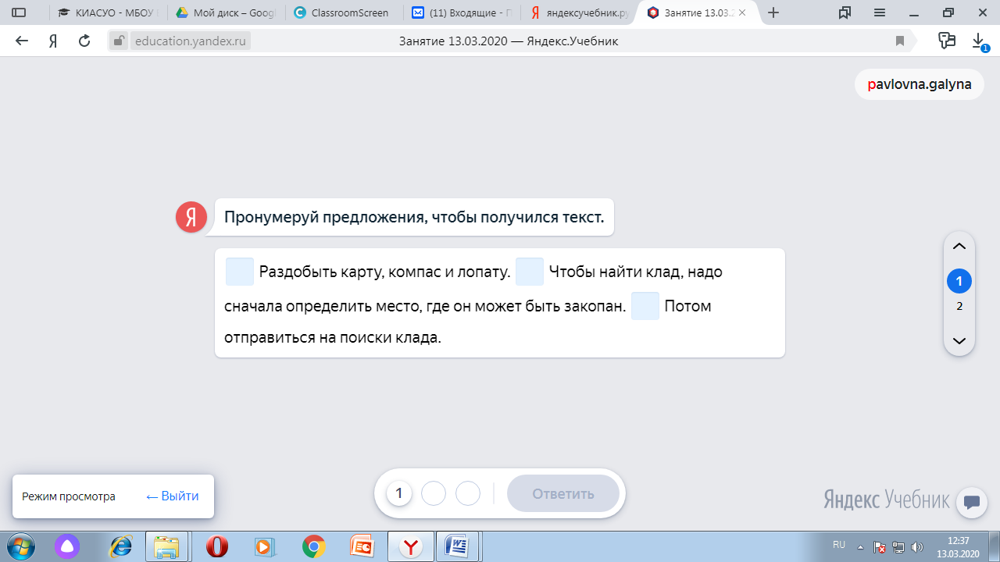 КИАСУО - МБОУ
Мой диск – Goog
ClassroomScreen
(11) Входящие - П
яндексучебник.ру
Занятие 13.03.2
education.yandex.ru
Занятие 13.03.2020 — Яндекс.Учебник
1
pavlovna.galyna
Я
Пронумеруй предложения, чтобы получился текст.
Раздобыть карту, компас и лопату. Чтобы найти клад, надо
сначала определить место, где он может быть закопан. Потом
отправиться на поиски клада.
1
2
Режим просмотра ← Выйти
1
Ответить
Яндекс Учебник
RU
12:37
13.03.2020